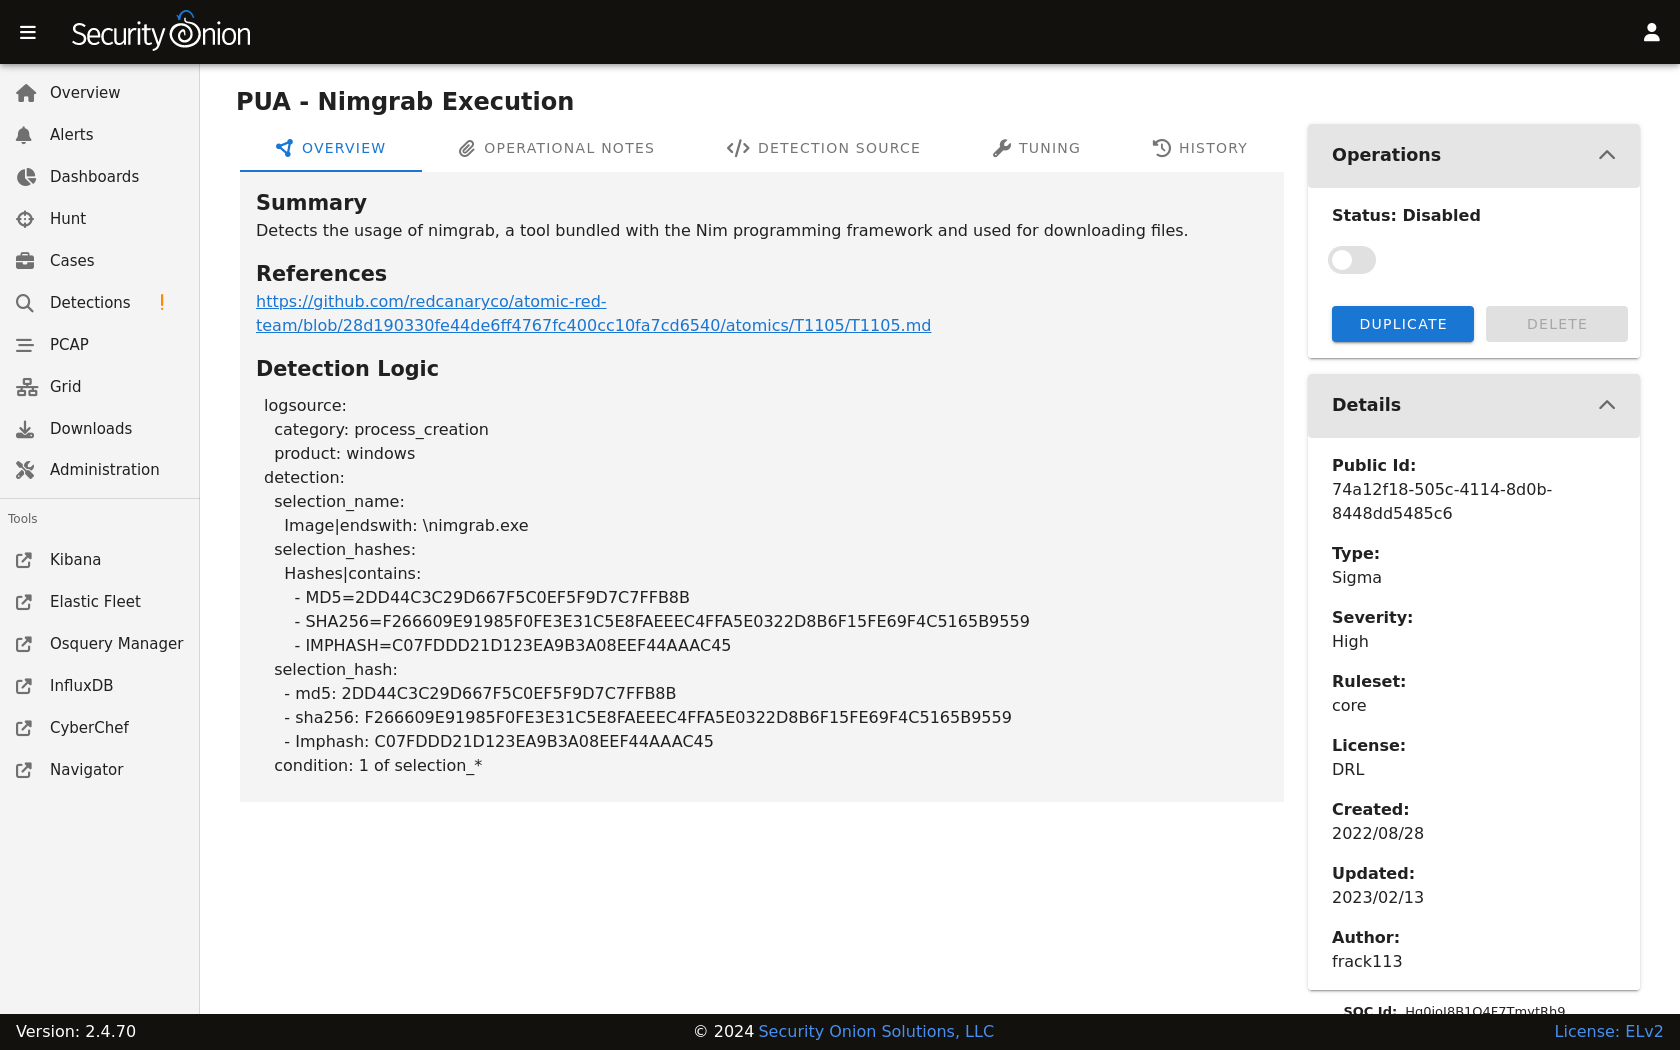 Security Onion
Overview
Alerts
Dashboards
Hunt
Cases
Detections !
PCAP
Grid
Downloads
Administration
Tools
Kibana
Elastic Fleet
Osquery Manager
InfluxDB
CyberChef
Navigator
PUA - Nimgrab Execution
OVERVIEW
OPERATIONAL NOTES
DETECTION SOURCE
TUNING
HISTORY
Summary
Detects the usage of nimgrab, a tool bundled with the Nim programming framework and used for downloading files.
References
https://github.com/redcanaryco/atomic-red-
team/blob/28d190330fe44de6ff4767fc400cc10fa7cd6540/atomics/T1105/T1105.md
Detection Logic
logsource:
category: process_creation
product: windows
detection:
selection_name:
Image|endswith: \nimgrab.exe
selection_hashes:
Hashes|contains:
- MD5=2DD44C3C29D667F5C0EF5F9D7C7FFB8B
- SHA256=F266609E91985F0FE3E31C5E8FAEEEC4FFA5E0322D8B6F15FE69F4C5165B9559
- IMPHASH=C07FDDD21D123EA9B3A08EEF44AAAC45
selection_hash:
- md5: 2DD44C3C29D667F5C0EF5F9D7C7FFB8B
- sha256: F266609E91985F0FE3E31C5E8FAEEEC4FFA5E0322D8B6F15FE69F4C5165B9559
- Imphash: C07FDDD21D123EA9B3A08EEF44AAAC45
condition: 1 of selection_*
Operations
Status: Disabled
DUPLICATE
DELETE
Details
Public Id:
74a12f18-505c-4114-8d0b-
8448dd5485c6
Type:
Sigma
Severity:
High
Ruleset:
core
License:
DRL
Created:
2022/08/28
Updated:
2023/02/13
Author:
frack113
SOC Id:
Version: 2.4.70
© 2024 Security Onion Solutions, LLC
License: ELv2